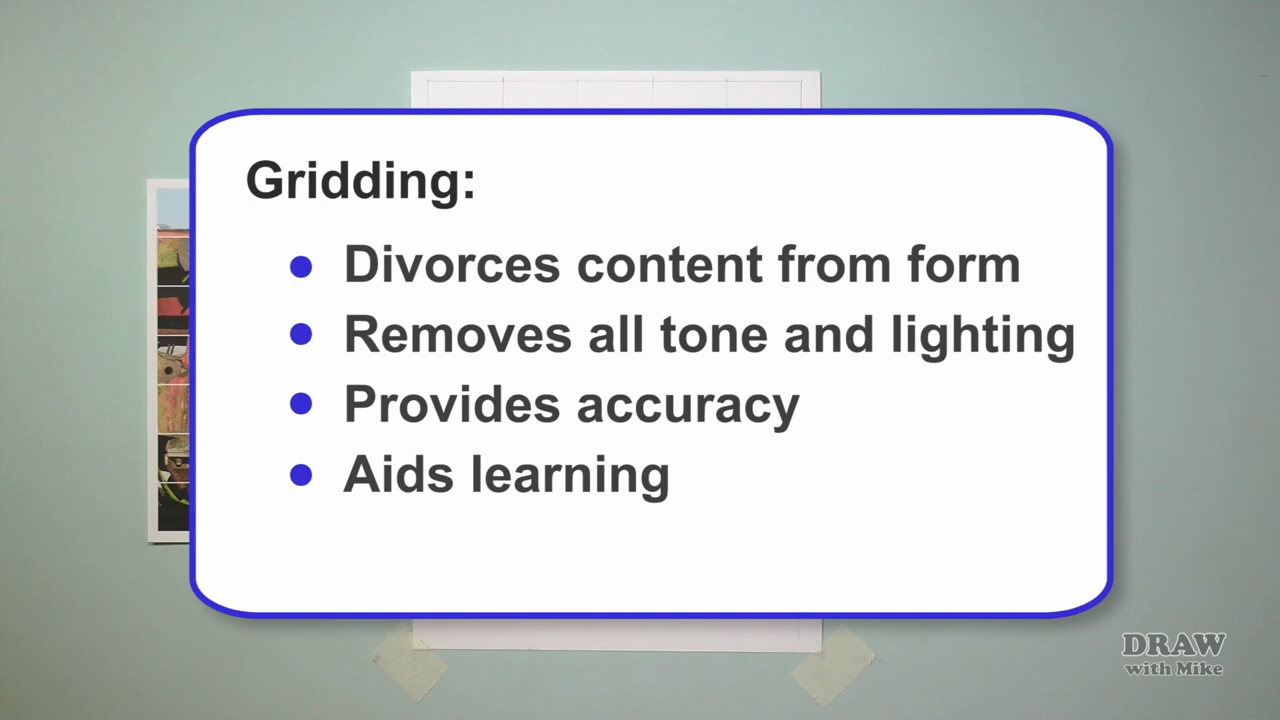 Gridding:
Divorces content from form
Removes all tone and lighting
Provides accuracy
Aids learning
DRAW
with Mike